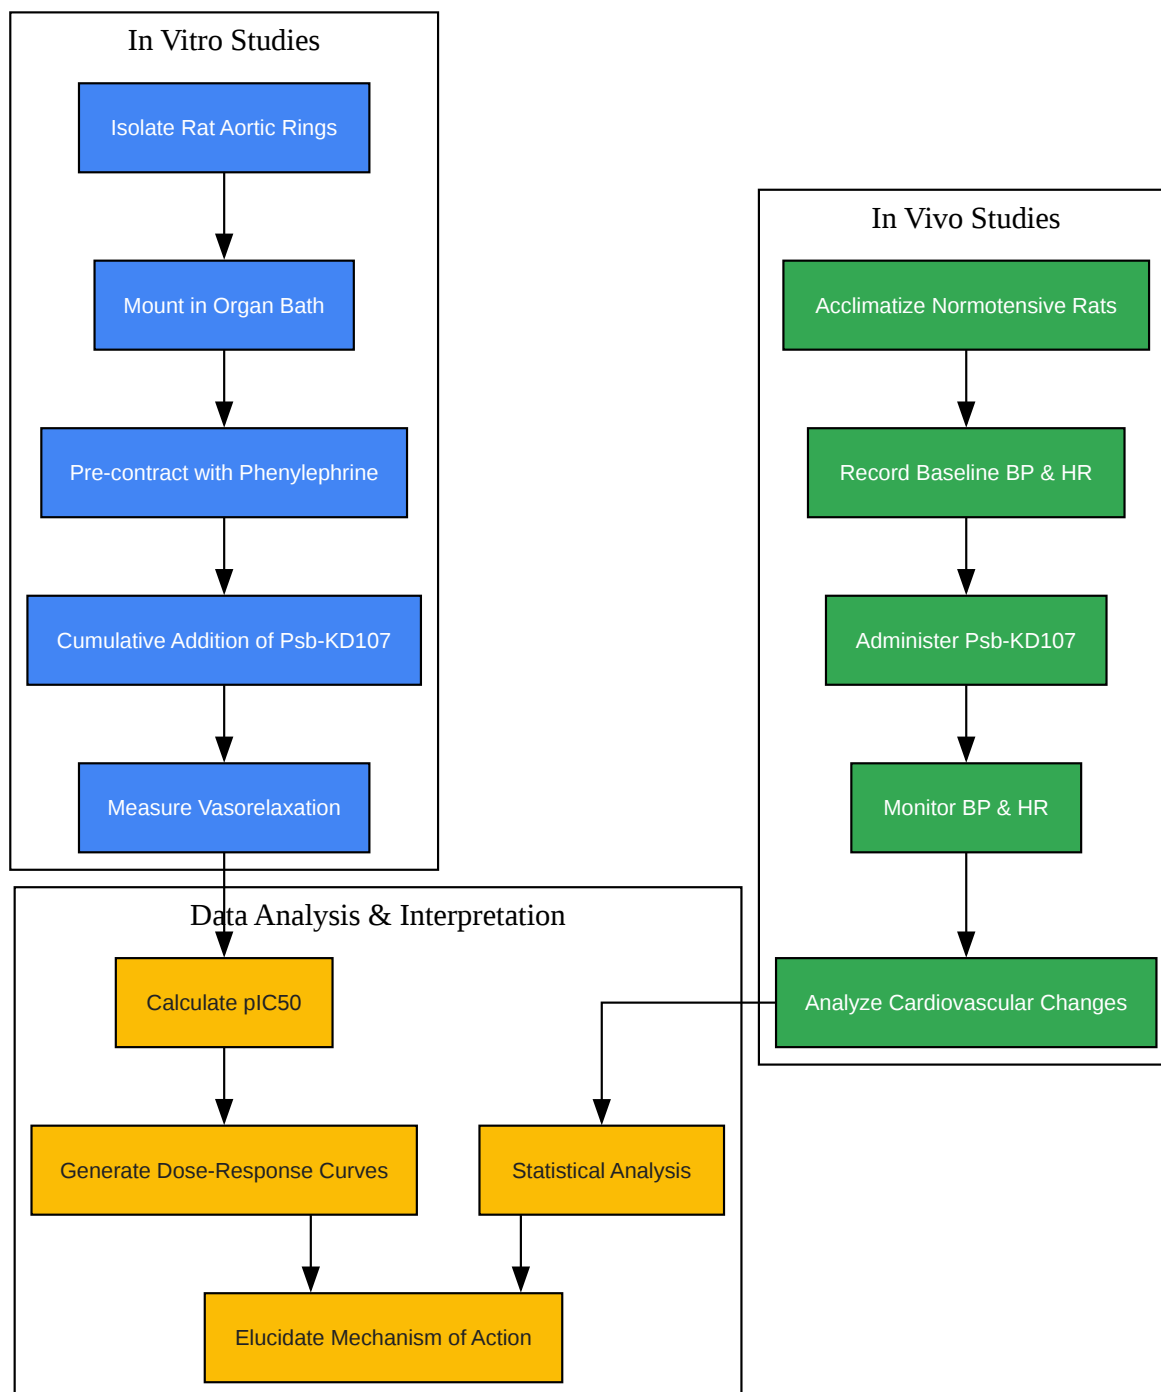 In Vitro Studies
Isolate Rat Aortic Rings
Mount in Organ Bath
Pre-contract with Phenylephrine
Cumulative Addition of Psb-KD107
Measure Vasorelaxation
In Vivo Studies
Acclimatize Normotensive Rats
Record Baseline BP & HR
Administer Psb-KD107
Monitor BP & HR
Analyze Cardiovascular Changes
Data Analysis & Interpretation
Calculate pIC50
Generate Dose-Response Curves
Statistical Analysis
Elucidate Mechanism of Action